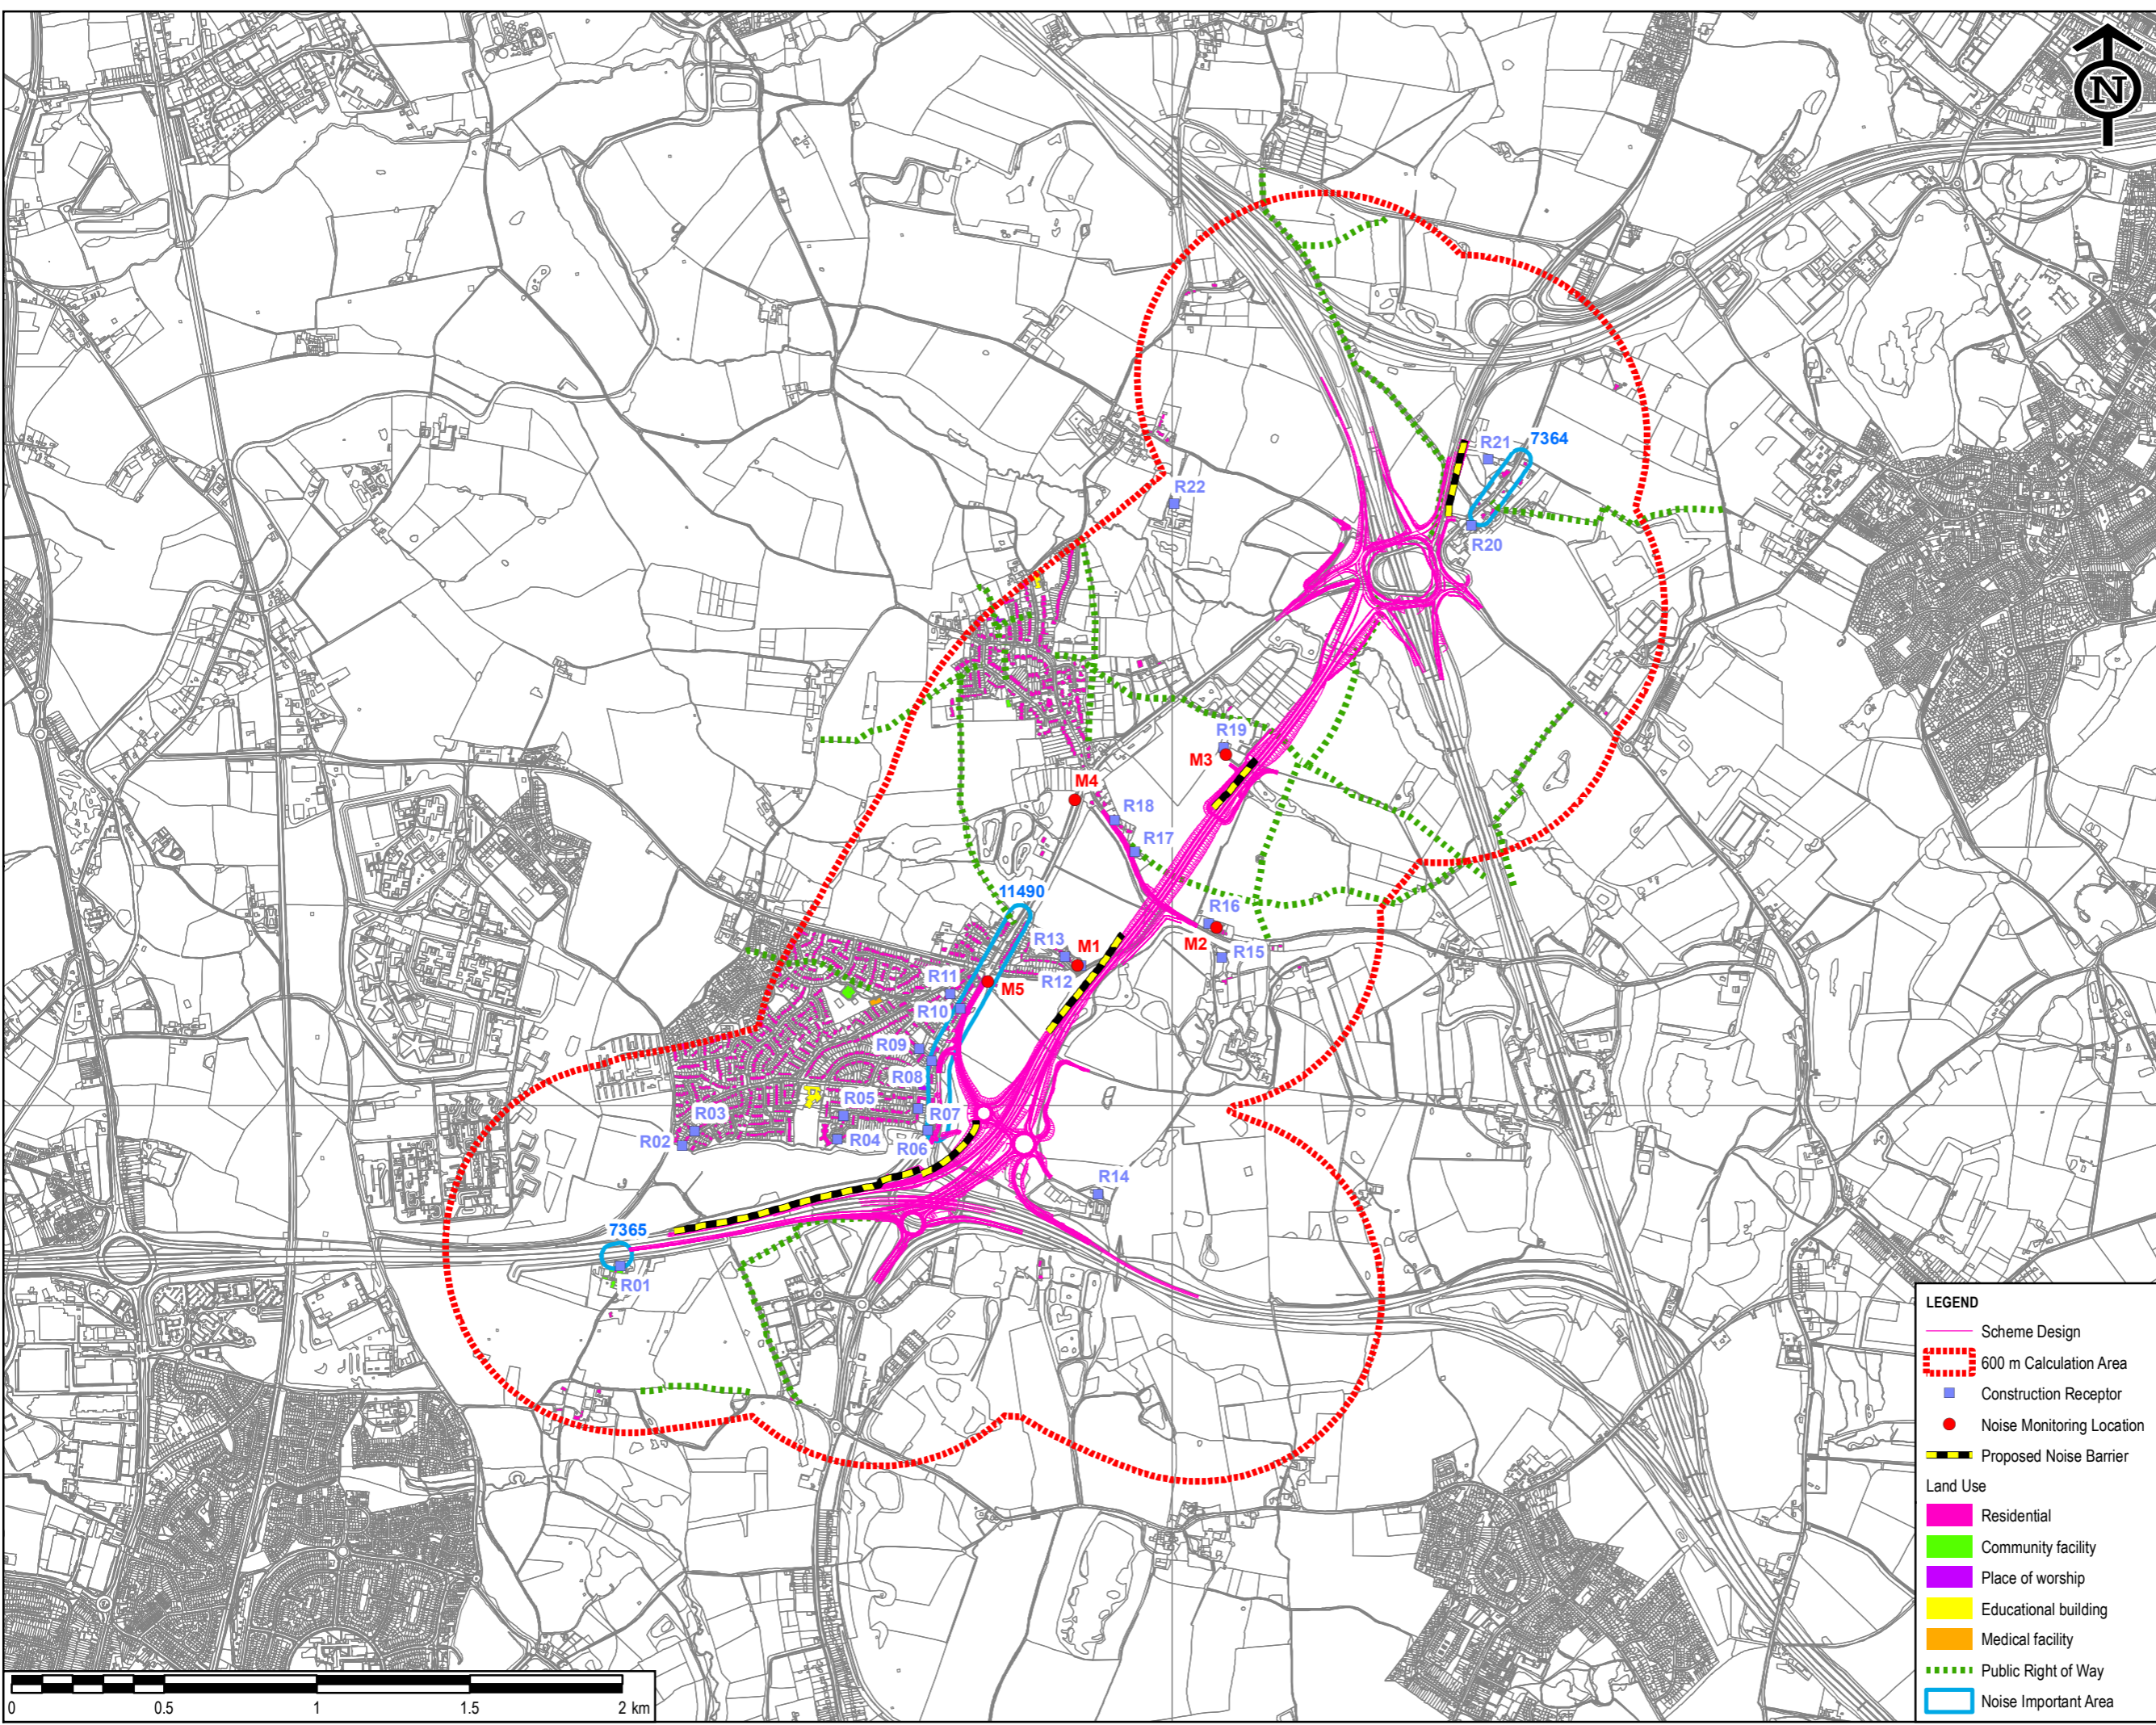 N
R21
7364
R22
R20
R19
M3
M4
R18
R17
11490
R16
R13
M1
M2
R15
R11
R12
M5
R10
R09
R08
R05
R07
R03
R02
R04
R06
R14
7365
R01
LEGEND
Scheme Design
600 m Calculation Area
Construction Receptor
Noise Monitoring Location
Proposed Noise Barrier
Land Use
Residential
Community facility
Place of worship
Educational building
Medical facility
Public Right of Way
Noise Important Area
0 0.5 1 1.5 2 km